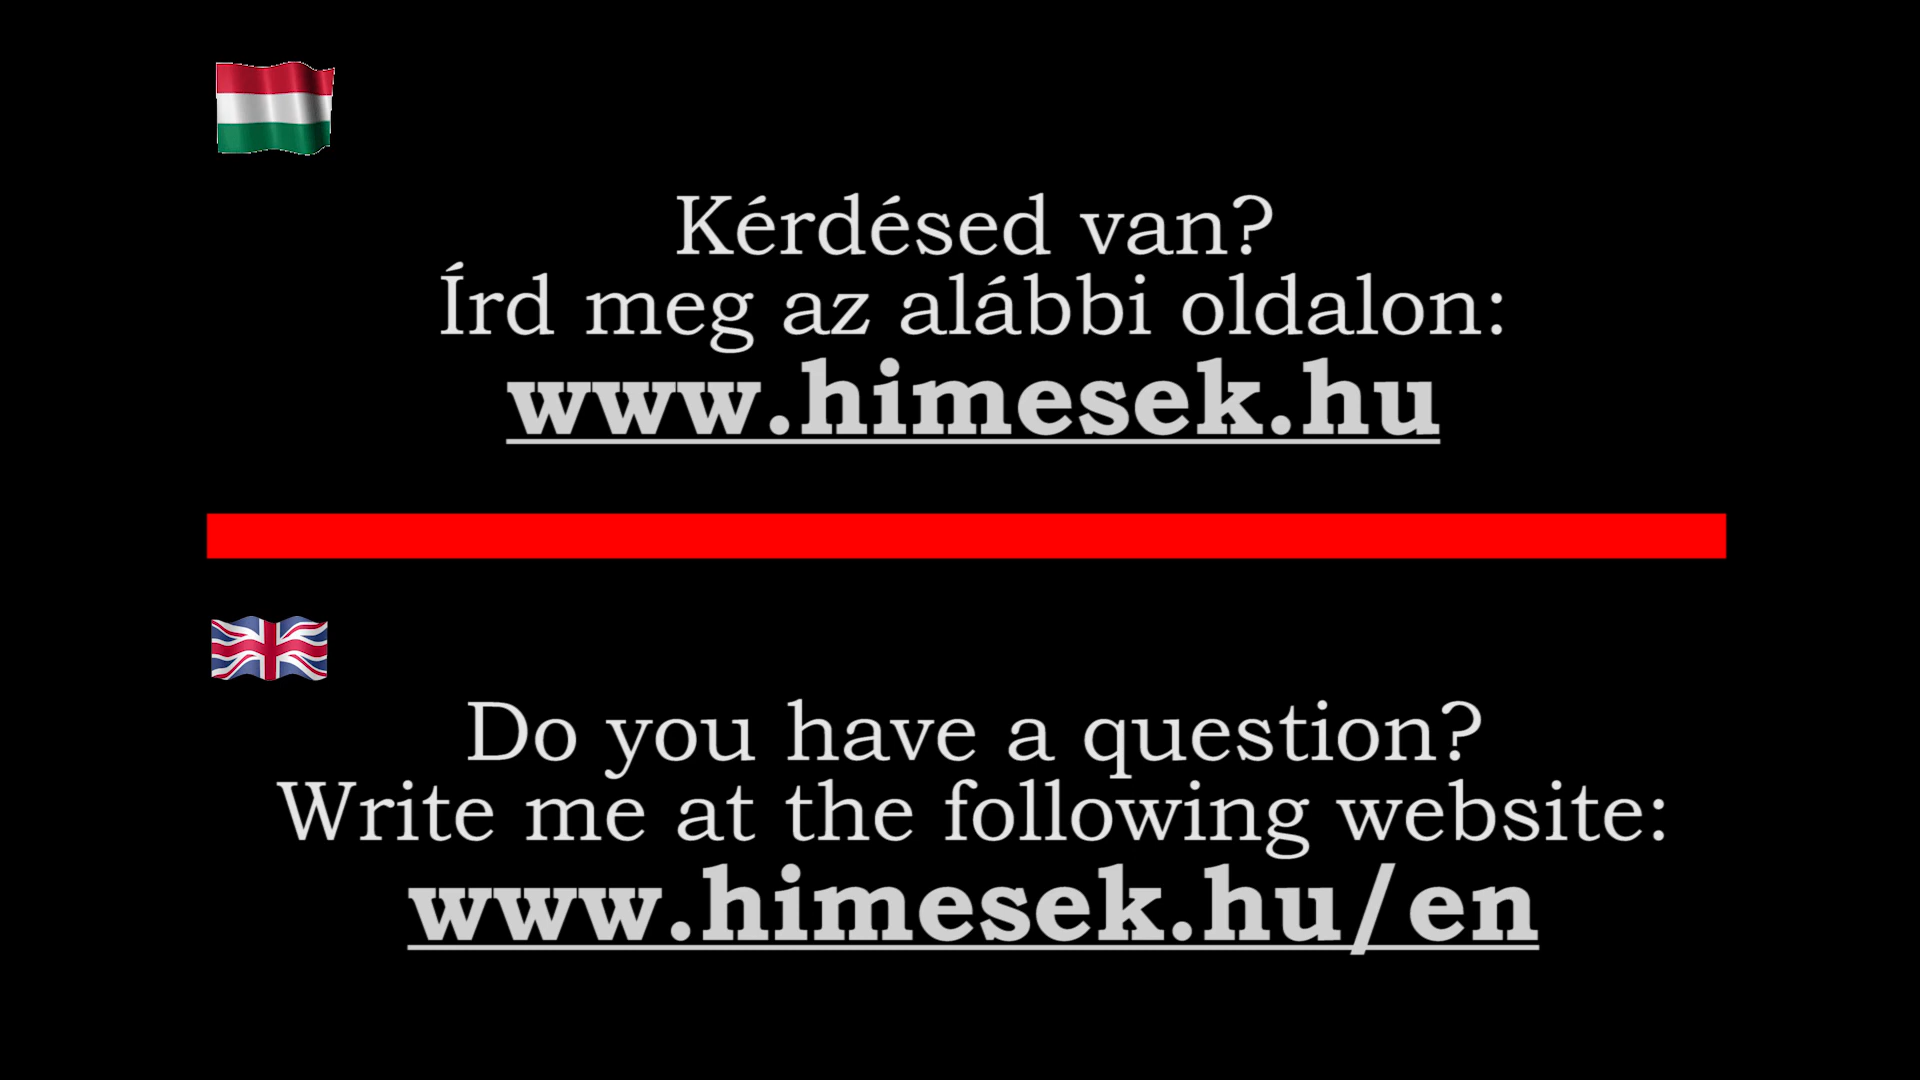 Kérdésed van?
Írd meg az alábbi oldalon:
www.himesek.hu
Do you have a question?
Write me at the following website:
www.himesek.hu/en